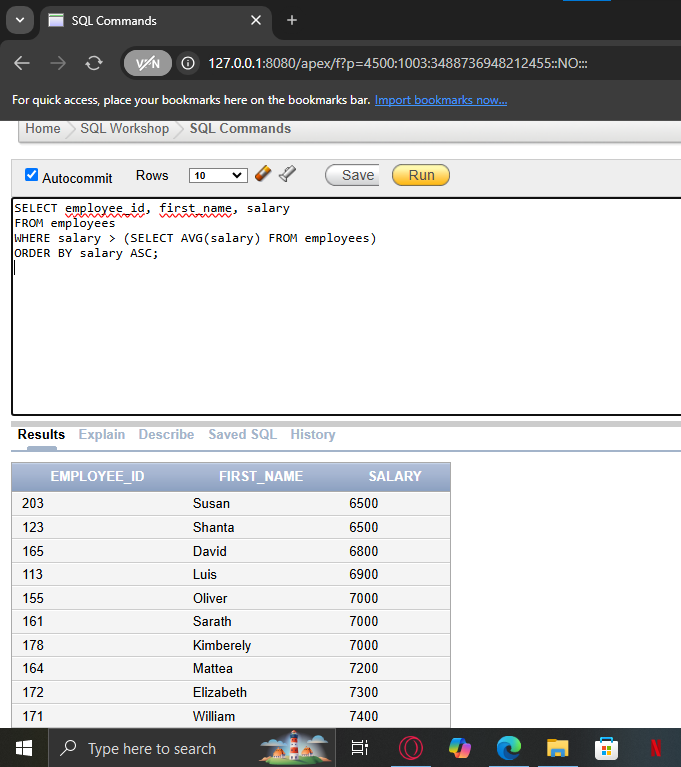 SQL Commands
VPN
127.0.0.1:8080/apex/f?p=4500:1003:3488736948212455::NO:::
For quick access, place your bookmarks here on the bookmarks bar. Import bookmarks now...
Home SQL Workshop SQL Commands
Autocommit Rows 10 Save Run
SELECT employee_id, first_name, salary
FROM employees
WHERE salary > (SELECT AVG(salary) FROM employees)
ORDER BY salary ASC;
Results Explain Describe Saved SQL History
EMPLOYEE_ID FIRST_NAME SALARY
203 Susan 6500
123 Shanta 6500
165 David 6800
113 Luis 6900
155 Oliver 7000
161 Sarath 7000
178 Kimberely 7000
164 Mattea 7200
172 Elizabeth 7300
171 William 7400
Type here to search